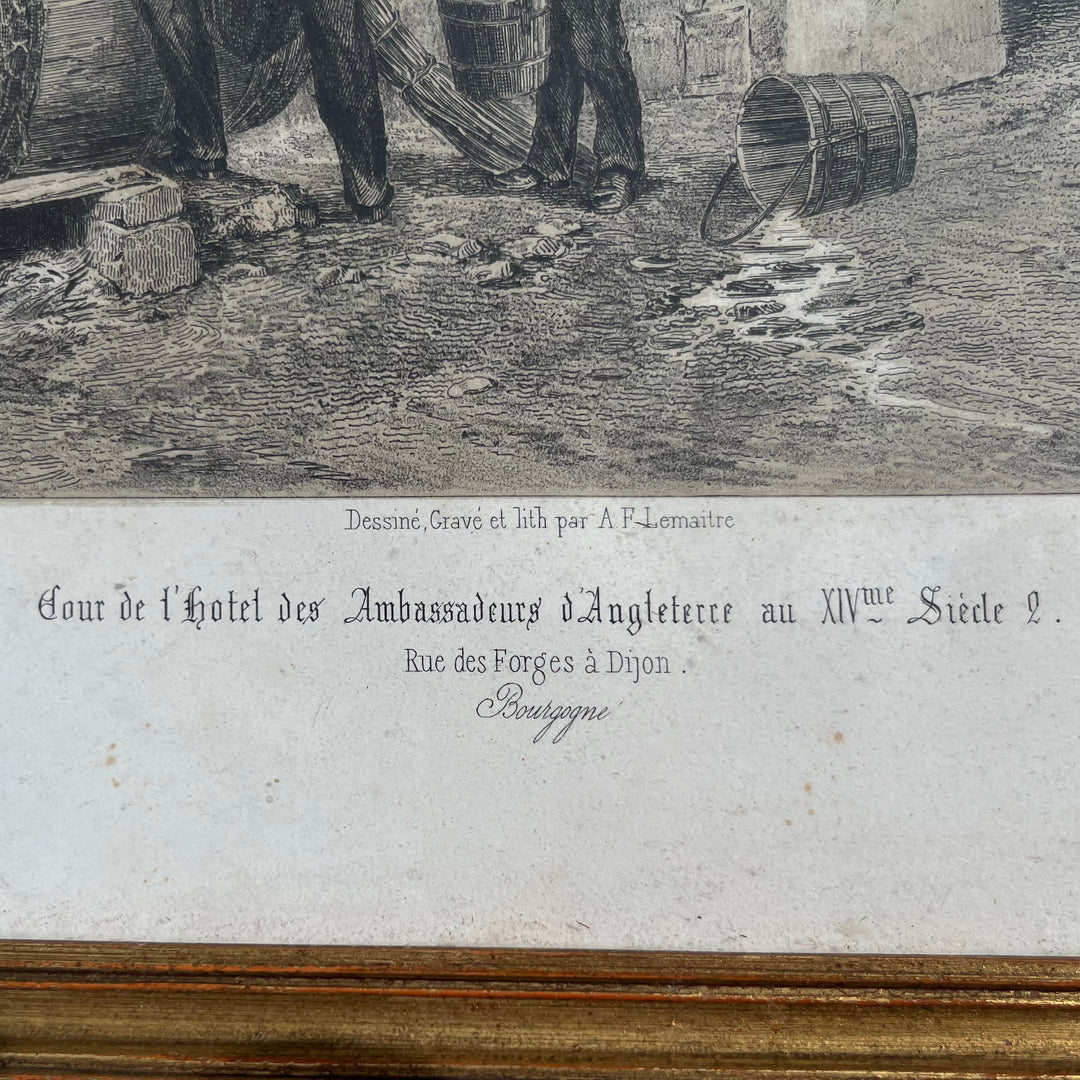 Dessiné, Gravé et lith par A F Lemaitre
Cour de l'Hotel des Ambassadeurs d'Angleterre au XIVme Siècle 2.
Rue des Forges à Dijon.
Bourgogne